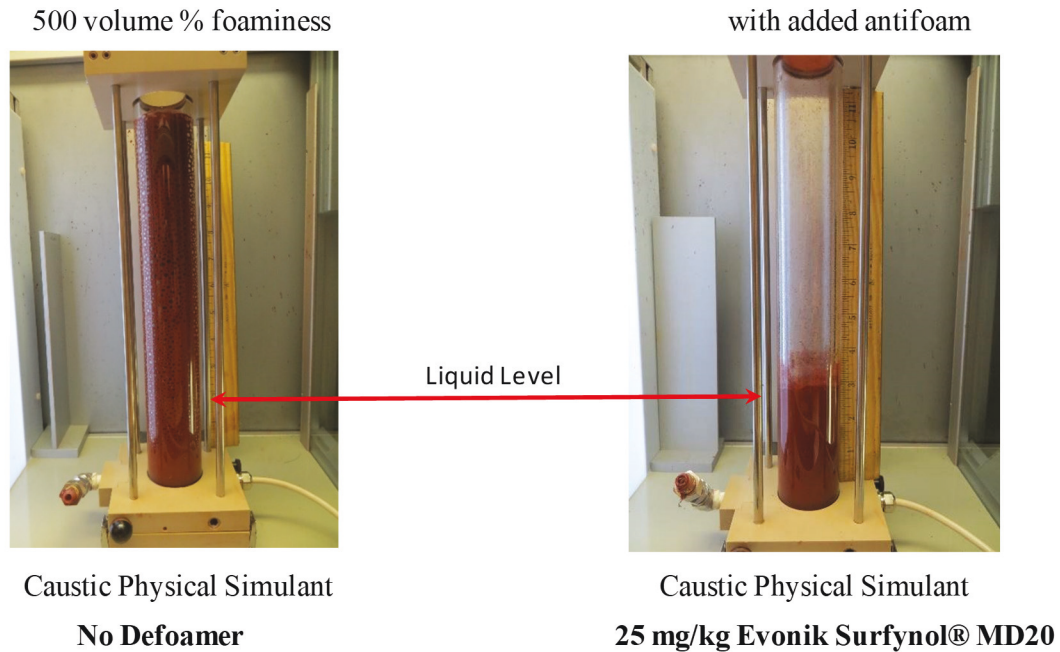 500 volume % foaminess
with added antifoam
Liquid Level
Caustic Physical Simulant
No Defoamer
Caustic Physical Simulant
25 mg/kg Evonik Surfynol® MD20